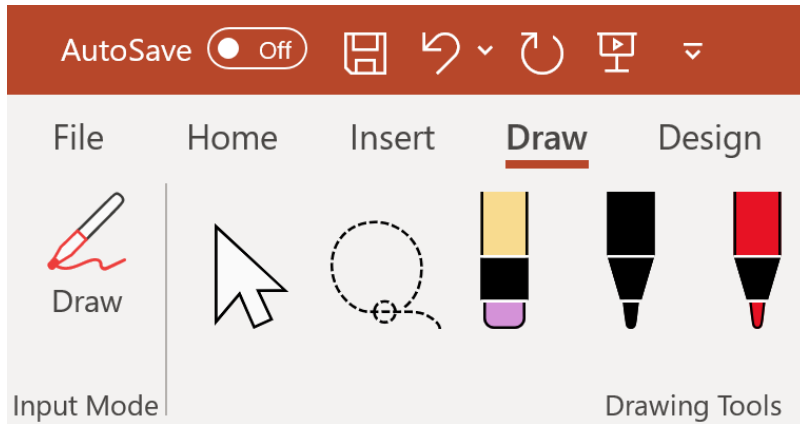 AutoSave Off
File Home Insert Draw Design
Draw
Input Mode Drawing Tools